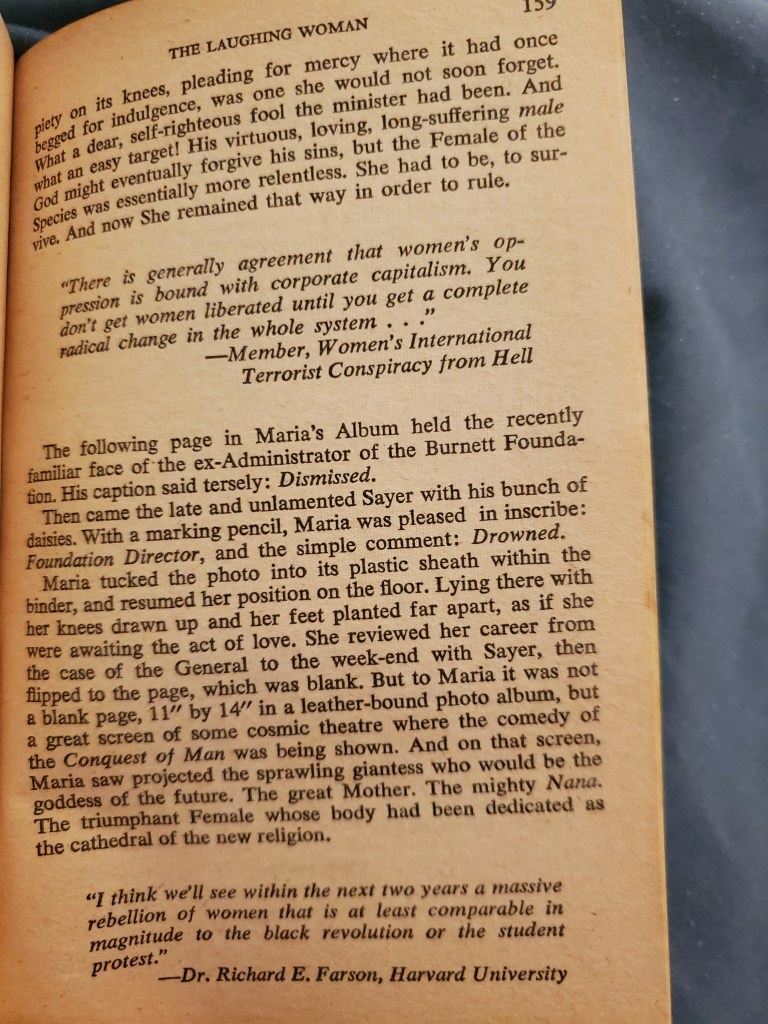 159
THE LAUGHING WOMAN
piety on its knees, pleading for mercy where it had once
begged for indulgence, was one she would not soon forget.
What a dear, self-righteous fool the minister had been. And
what an easy target! His virtuous, loving, long-suffering male
God might eventually forgive his sins, but the Female of the
Species was essentially more relentless. She had to be, to sur-
vive. And now She remained that way in order to rule.
"There is generally agreement that women's op-
pression is bound with corporate capitalism. You
don't get women liberated until you get a complete
radical change in the whole system . . ."
—Member, Women's International
Terrorist Conspiracy from Hell
The following page in Maria's Album held the recently
familiar face of the ex-Administrator of the Burnett Founda-
tion. His caption said tersely: Dismissed.
Then came the late and unlamented Sayer with his bunch of
daisies. With a marking pencil, Maria was pleased in inscribe:
Foundation Director, and the simple comment: Drowned.
Maria tucked the photo into its plastic sheath within the
binder, and resumed her position on the floor. Lying there with
her knees drawn up and her feet planted far apart, as if she
were awaiting the act of love. She reviewed her career from
the case of the General to the week-end with Sayer, then
flipped to the page, which was blank. But to Maria it was not
a blank page, 11″ by 14″ in a leather-bound photo album, but
a great screen of some cosmic theatre where the comedy of
the Conquest of Man was being shown. And on that screen,
Maria saw projected the sprawling giantess who would be the
goddess of the future. The great Mother. The mighty Nana.
The triumphant Female whose body had been dedicated as
the cathedral of the new religion.
"I think we'll see within the next two years a massive
rebellion of women that is at least comparable in
magnitude to the black revolution or the student
protest."
—Dr. Richard E. Farson, Harvard University